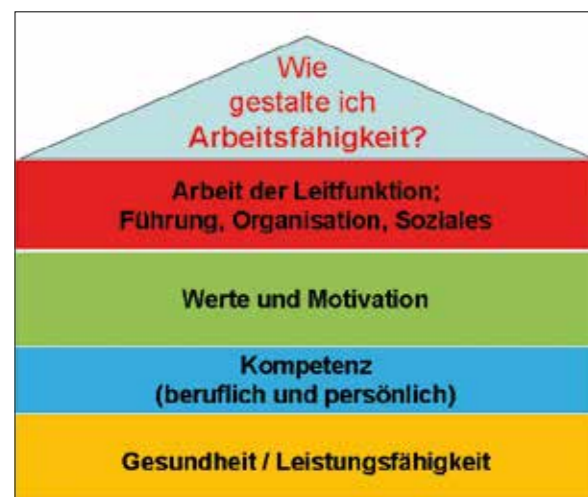 Wie
gestalte ich
Arbeitsfähigkeit?
Arbeit der Leitfunktion;
Führung, Organisation, Soziales
Werte und Motivation
Kompetenz
(beruflich und persönlich)
Gesundheit / Leistungsfähigkeit